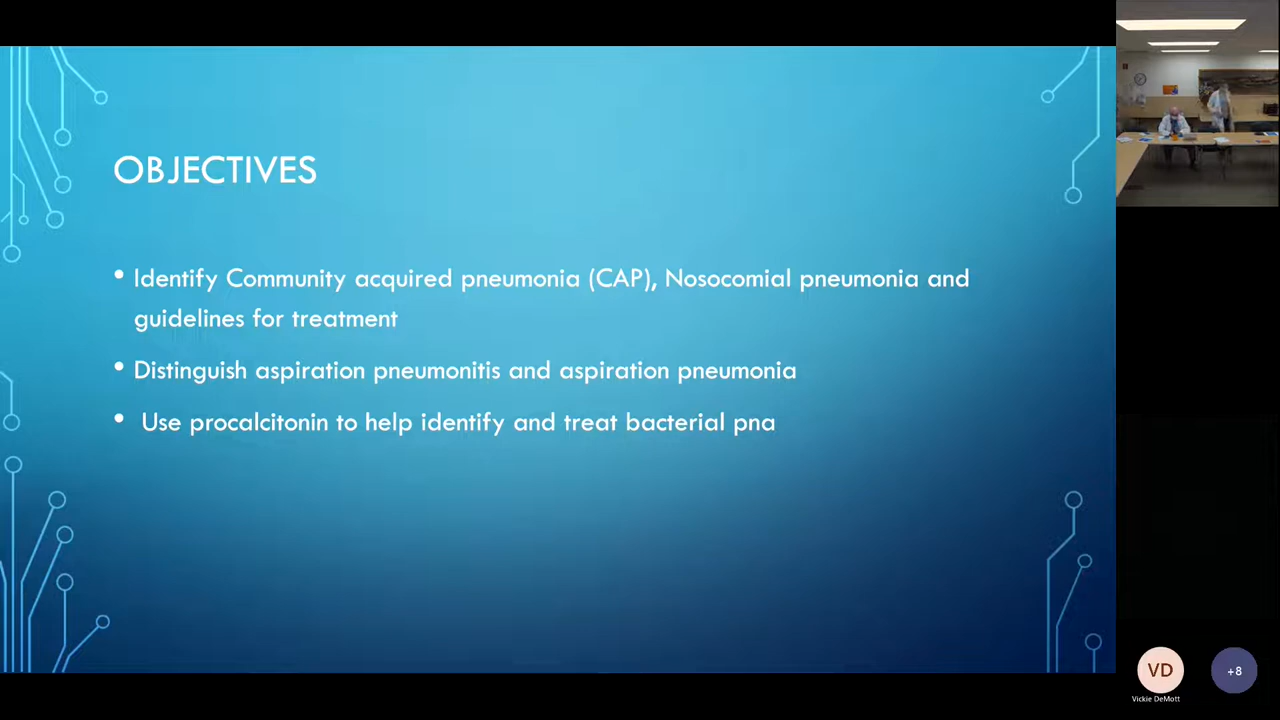 OBJECTIVES
• Identify Community acquired pneumonia (CAP), Nosocomial pneumonia and
guidelines for treatment
• Distinguish aspiration pneumonitis and aspiration pneumonia
• Use procalcitonin to help identify and treat bacterial pna
VD
+8
Vickie DeMott